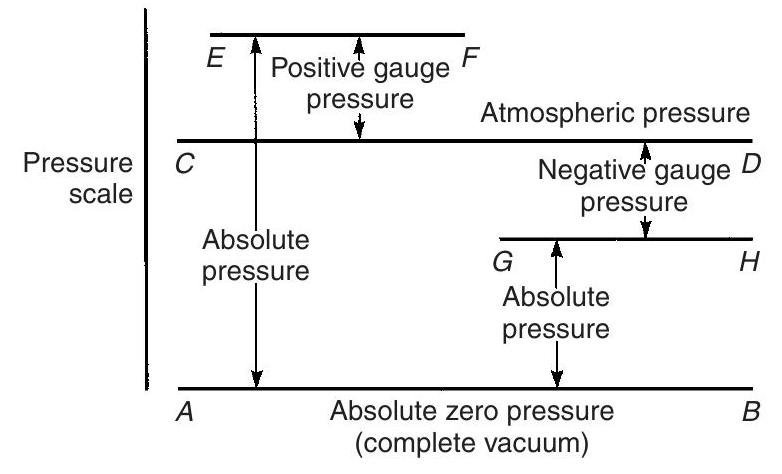 E
F
Positive gauge
pressure
Atmospheric pressure
Pressure
scale
C
D
Negative gauge
pressure
Absolute
pressure
G
H
Absolute
pressure
A
Absolute zero pressure
(complete vacuum)
B